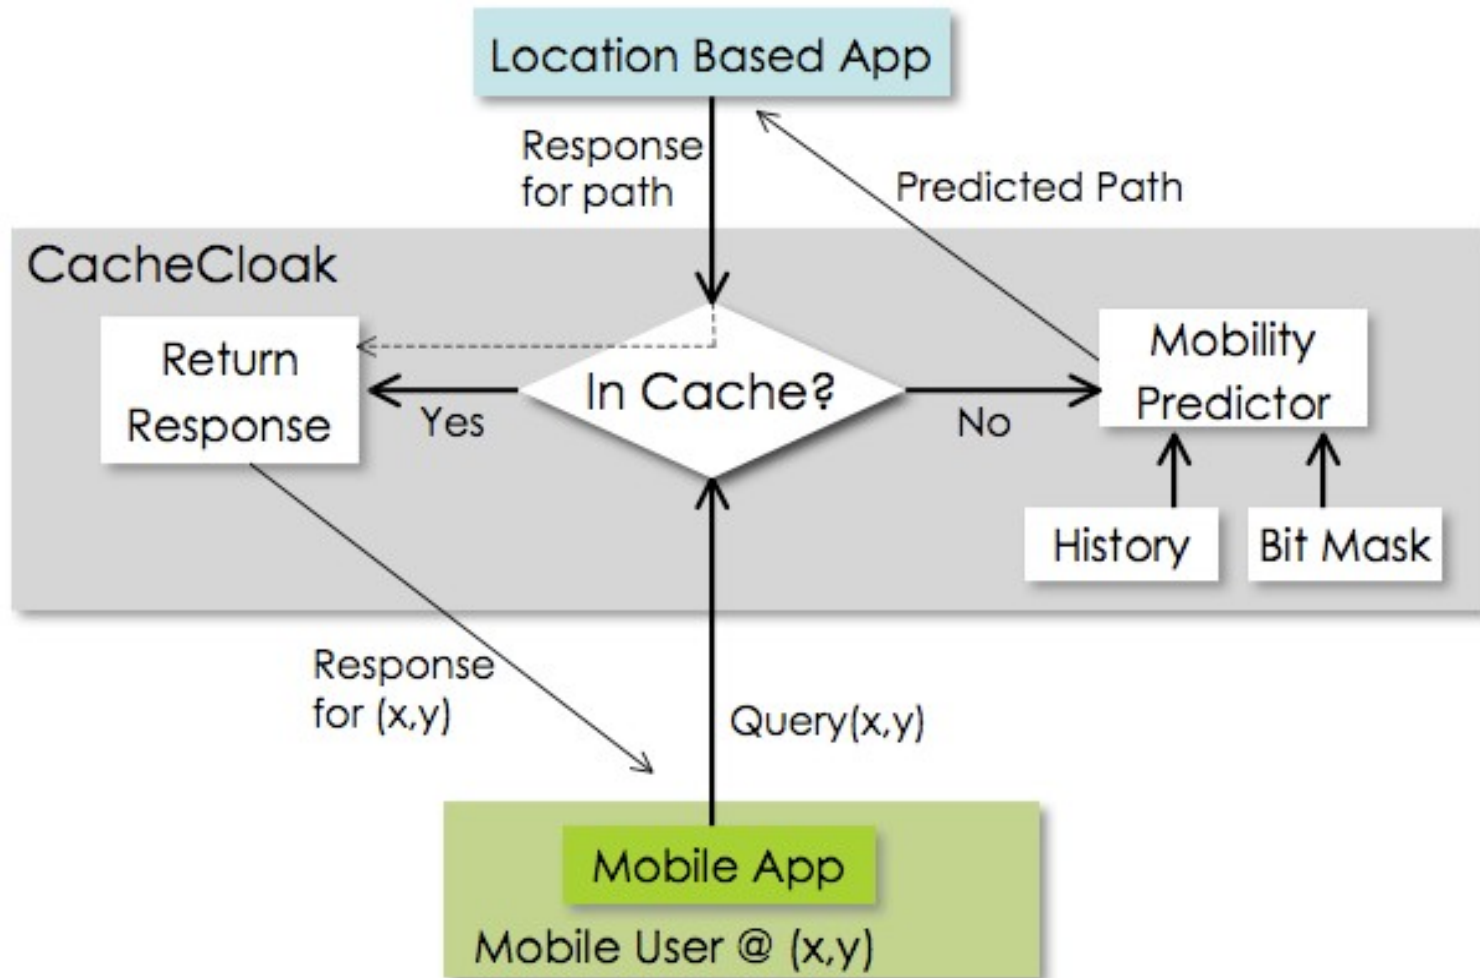 Location Based App
Response
for path
Predicted Path
CacheCloak
Return
Response
Yes
In Cache?
No
Mobility
Predictor
History
Bit Mask
Response
for (x,y)
Query(x,y)
Mobile App
Mobile User @ (x,y)